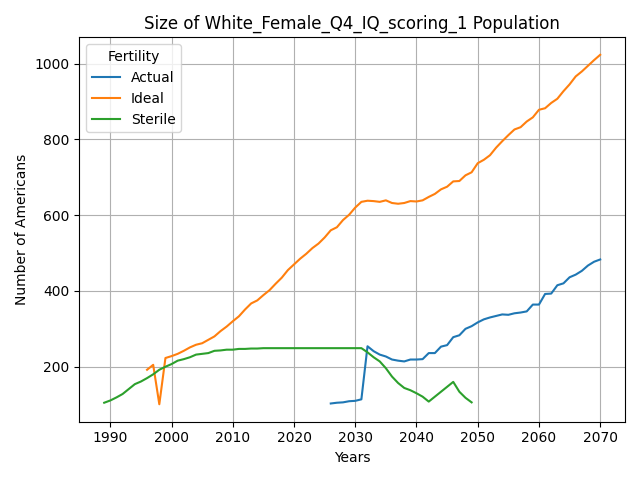 Size of White_Female_Q4_IQ_scoring_1 Population
Fertility
Actual
Ideal
Sterile
Number of Americans
1000
800
600
400
200
1990 2000 2010 2020 2030 2040 2050 2060 2070
Years